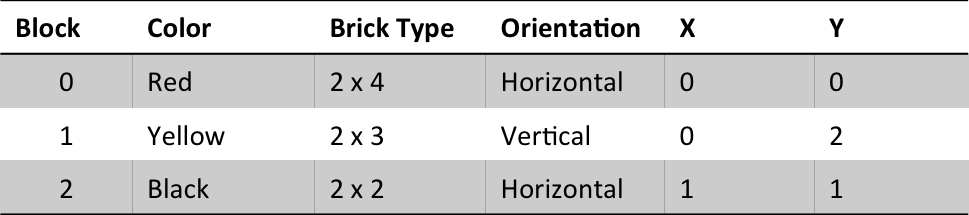 Block Color Brick Type Orientation X Y
0 Red 2 x 4 Horizontal 0 0
1 Yellow 2 x 3 Vertical 0 2
2 Black 2 x 2 Horizontal 1 1